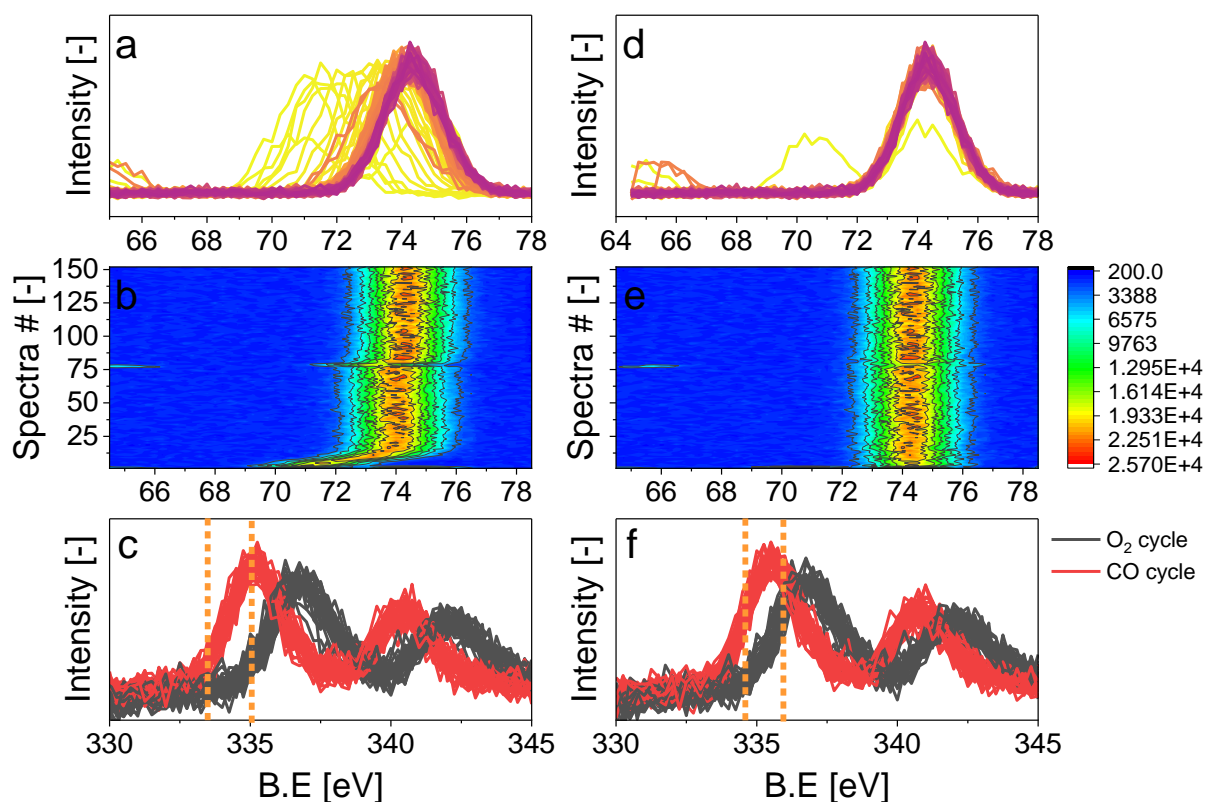 a
d
Intensity [-]
Intensity [-]
66 68 70 72 74 76 78
64 66 68 70 72 74 76 78
b
e
Spectra # [-]
Spectra # [-]
150
125
100
75
50
25
66 68 70 72 74 76 78
66 68 70 72 74 76 78
200.0
3388
6575
9763
1.295E+4
1.614E+4
1.933E+4
2.251E+4
2.570E+4
c
f
Intensity [-]
Intensity [-]
O₂ cycle
CO cycle
330 335 340 345
330 335 340 345
B.E [eV]
B.E [eV]